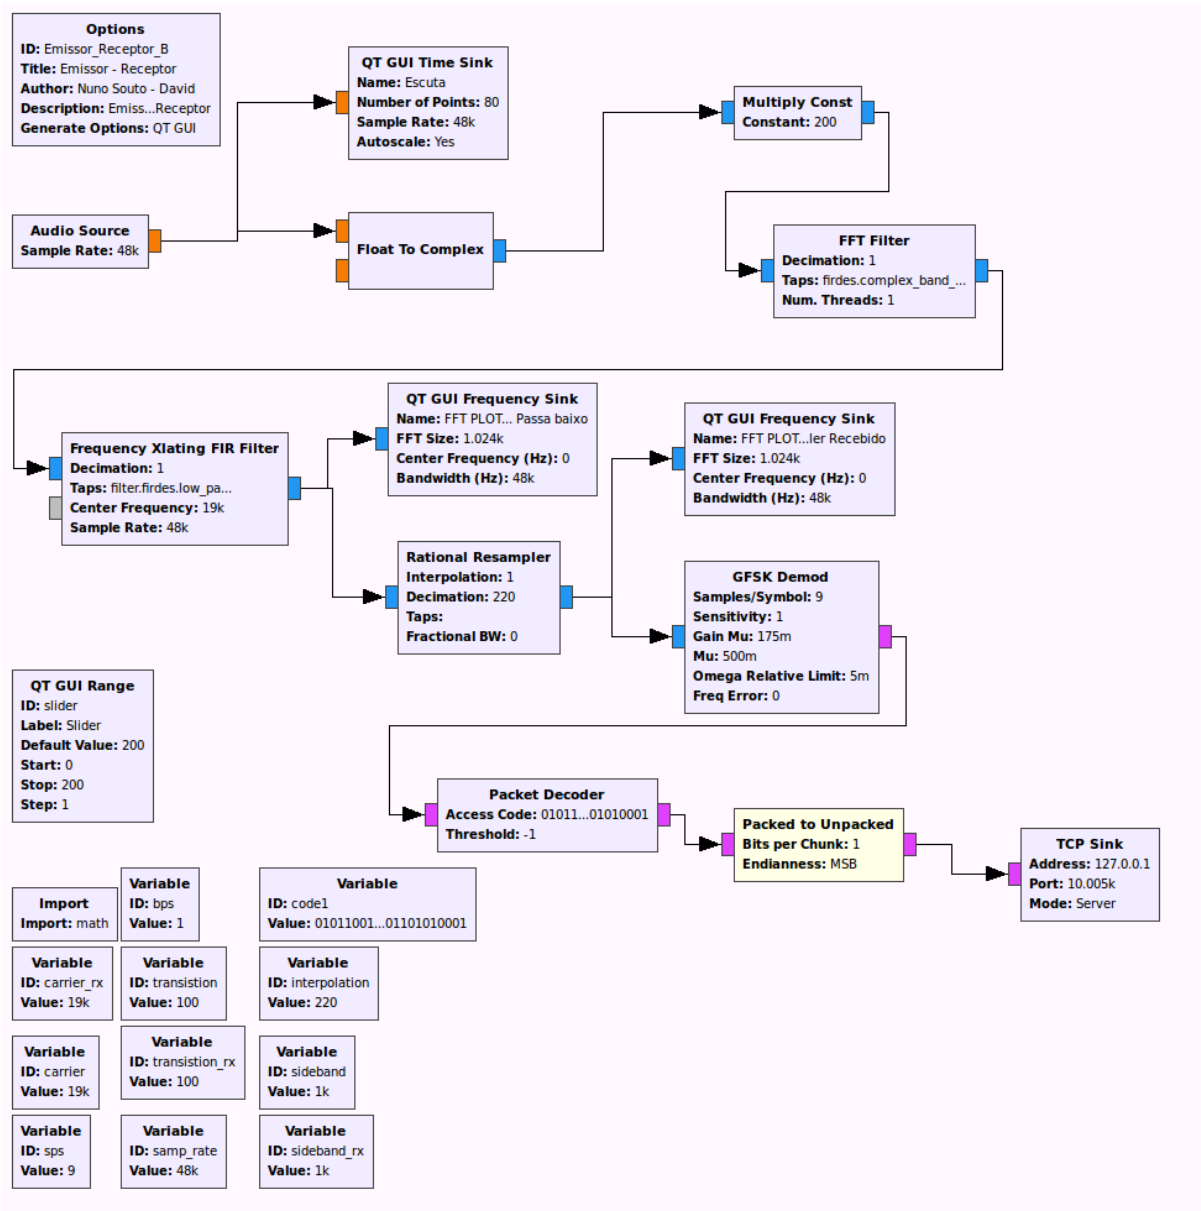 Options
ID: Emissor_Receptor_B
Title: Emissor - Receptor
Author: Nuno Souto - David
Description: Emiss...Receptor
Generate Options: QT GUI
QT GUI Time Sink
Name: Escuta
Number of Points: 80
Sample Rate: 48k
Autoscale: Yes
Multiply Const
Constant: 200
Audio Source
Sample Rate: 48k
Float To Complex
FFT Filter
Decimation: 1
Taps: firdes.complex_band_...
Num. Threads: 1
Frequency Xlating FIR Filter
Decimation: 1
Taps: filter.firdes.low_pa...
Center Frequency: 19k
Sample Rate: 48k
QT GUI Frequency Sink
Name: FFT PLOT... Passa baixo
FFT Size: 1.024k
Center Frequency (Hz): 0
Bandwidth (Hz): 48k
QT GUI Frequency Sink
Name: FFT PLOT...ler Recebido
FFT Size: 1.024k
Center Frequency (Hz): 0
Bandwidth (Hz): 48k
Rational Resampler
Interpolation: 1
Decimation: 220
Taps:
Fractional BW: 0
GFSK Demod
Samples/Symbol: 9
Sensitivity: 1
Gain Mu: 175m
Mu: 500m
Omega Relative Limit: 5m
Freq Error: 0
QT GUI Range
ID: slider
Label: Slider
Default Value: 200
Start: 0
Stop: 200
Step: 1
Packet Decoder
Access Code: 01011...01010001
Threshold: -1
Packed to Unpacked
Bits per Chunk: 1
Endianness: MSB
TCP Sink
Address: 127.0.0.1
Port: 10.005k
Mode: Server
Import
Import: math
Variable
ID: bps
Value: 1
Variable
ID: code1
Value: 01011001...01101010001
Variable
ID: carrier_rx
Value: 19k
Variable
ID: transistion
Value: 100
Variable
ID: interpolation
Value: 220
Variable
ID: carrier
Value: 19k
Variable
ID: transistion_rx
Value: 100
Variable
ID: sideband
Value: 1k
Variable
ID: sps
Value: 9
Variable
ID: samp_rate
Value: 48k
Variable
ID: sideband_rx
Value: 1k